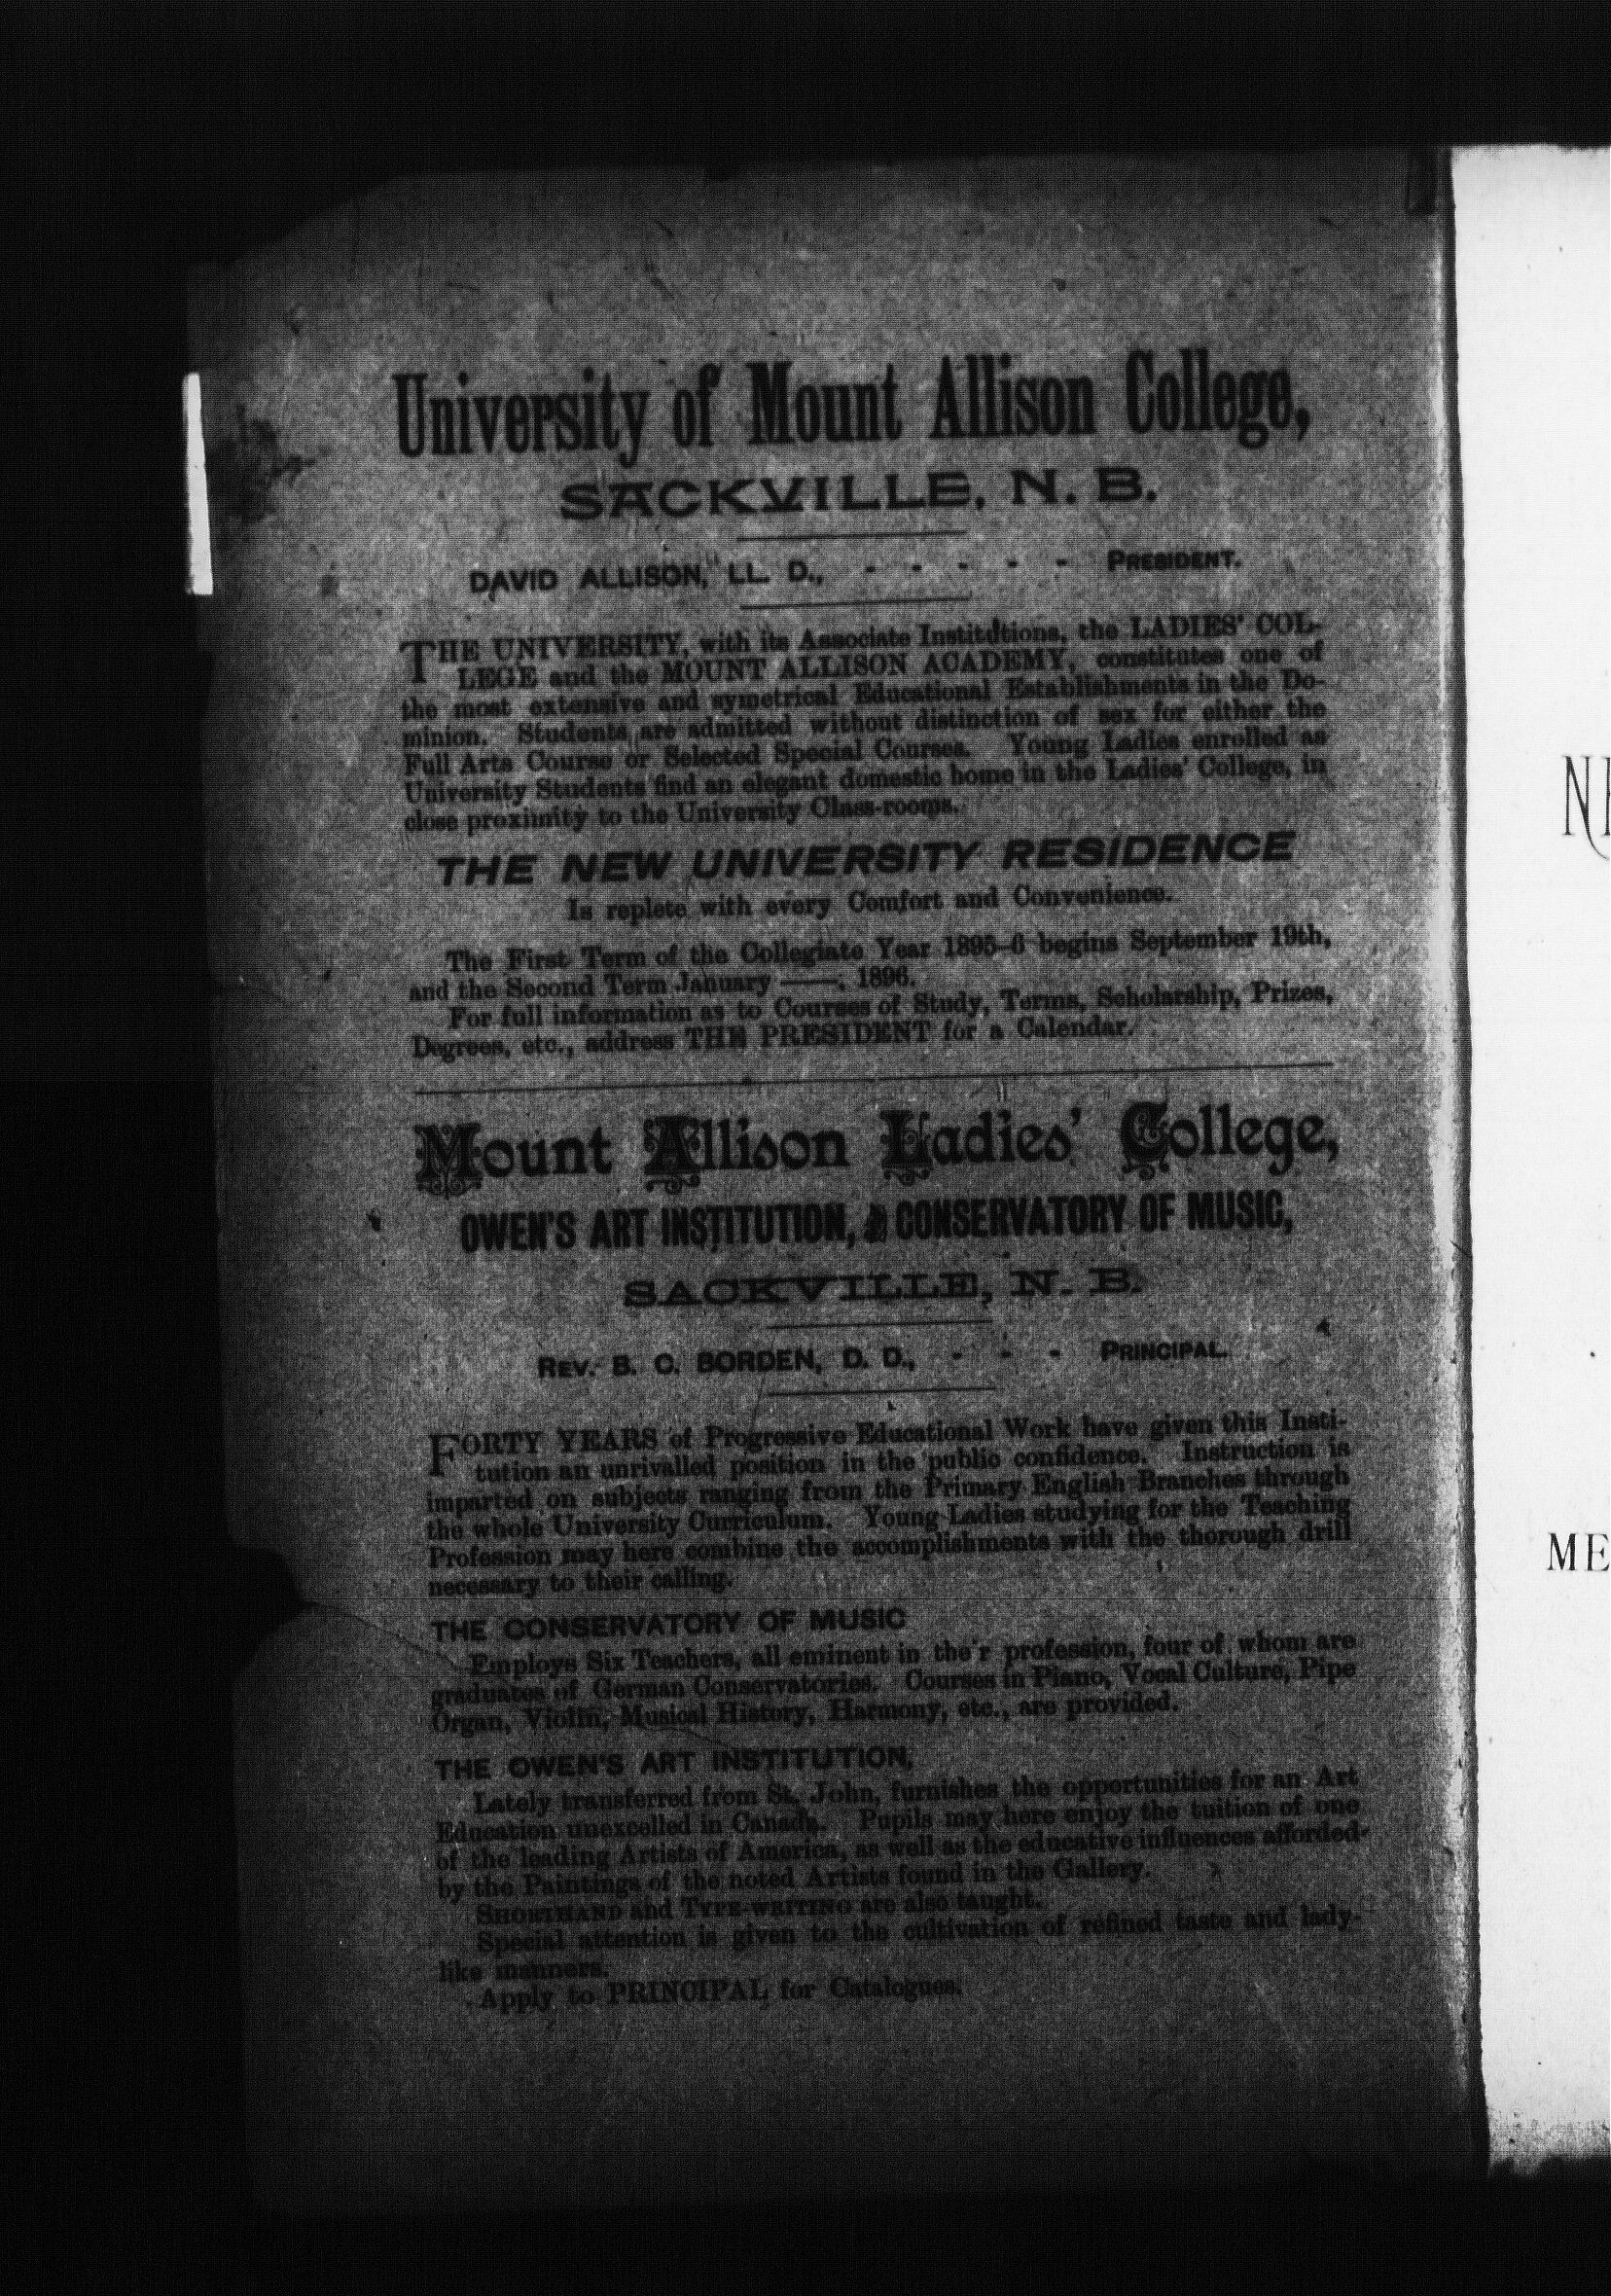 University of Mount Allison College,
SACKVILLE, N. B.
DAVID ALLISON, LL. D., - - - - - PRESIDENT.
THE UNIVERSITY, with its Associate Institutions, the LADIES' COL-
LEGE and the MOUNT ALLISON ACADEMY, constitutes one of
the most extensive and symetrical Educational Establishments in the Do-
minion. Students are admitted without distinction of sex for either the
Full Arts Course or Selected Special Courses. Young Ladies enrolled as
University Students find an elegant domestic home in the Ladies' College, in
close proximity to the University Class-rooms.
THE NEW UNIVERSITY RESIDENCE
Is replete with every Comfort and Convenience.
The First Term of the Collegiate Year 1895-6 begins September 19th,
and the Second Term January ——, 1896.
For full information as to Courses of Study, Terms, Scholarship, Prizes,
Degrees, etc., address THE PRESIDENT for a Calendar.
Mount Allison Ladies' College,
OWEN'S ART INSTITUTION, & CONSERVATORY OF MUSIC,
SACKVILLE, N. B.
REV. B. C. BORDEN, D. D., - - - PRINCIPAL.
FORTY YEARS of Progressive Educational Work have given this Insti-
tution an unrivalled position in the public confidence. Instruction is
imparted on subjects ranging from the Primary English Branches through
the whole University Curriculum. Young Ladies studying for the Teaching
Profession may here combine the accomplishments with the thorough drill
necessary to their calling.
THE CONSERVATORY OF MUSIC
Employs Six Teachers, all eminent in the r profession, four of whom are
graduates of German Conservatories. Courses in Piano, Vocal Culture, Pipe
Organ, Violin, Musical History, Harmony, etc., are provided.
THE OWEN'S ART INSTITUTION,
Lately transferred from St. John, furnishes the opportunities for an Art
Education unexcelled in Canada. Pupils may here enjoy the tuition of one
of the leading Artists of America, as well as the educative influences afforded
by the Paintings of the noted Artists found in the Gallery.
SHORTHAND and TYPE-WRITING are also taught.
Special attention is given to the cultivation of refined taste and lady-
like manners.
Apply to PRINCIPAL for Catalogues.
ME